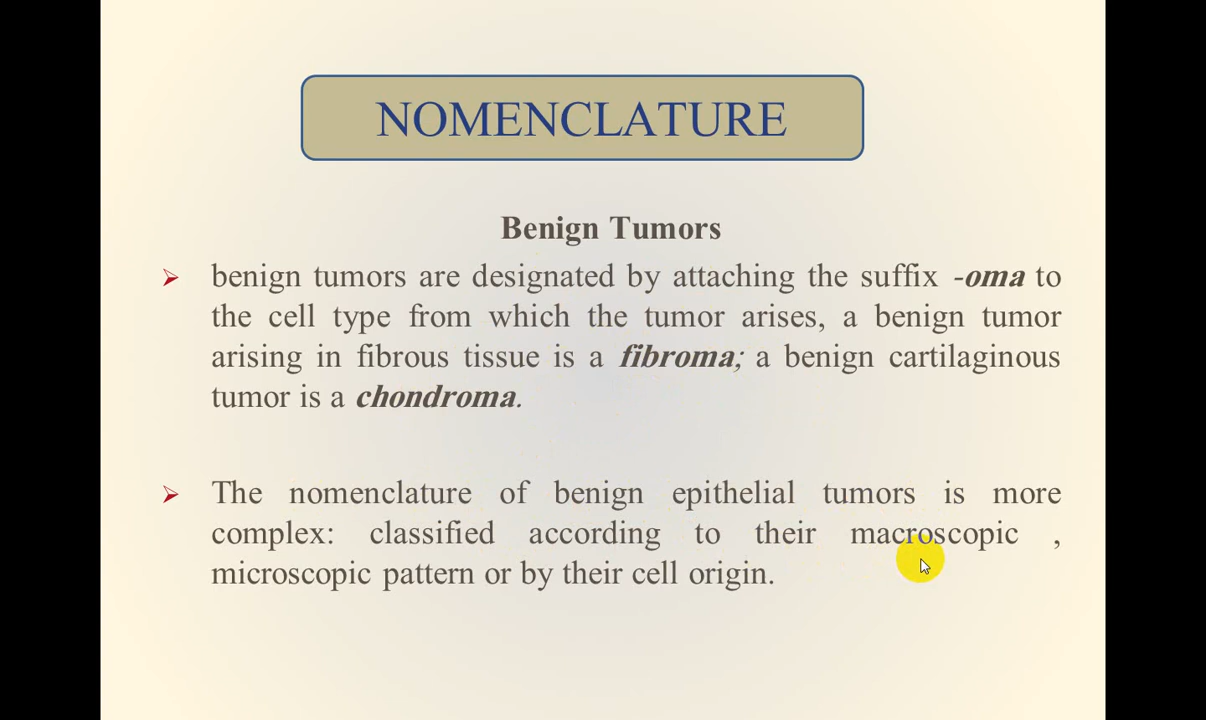 NOMENCLATURE
Benign Tumors
benign tumors are designated by attaching the suffix -oma to
the cell type from which the tumor arises, a benign tumor
arising in fibrous tissue is a fibroma; a benign cartilaginous
tumor is a chondroma.
The nomenclature of benign epithelial tumors is more
complex: classified according to their macroscopic ,
microscopic pattern or by their cell origin.